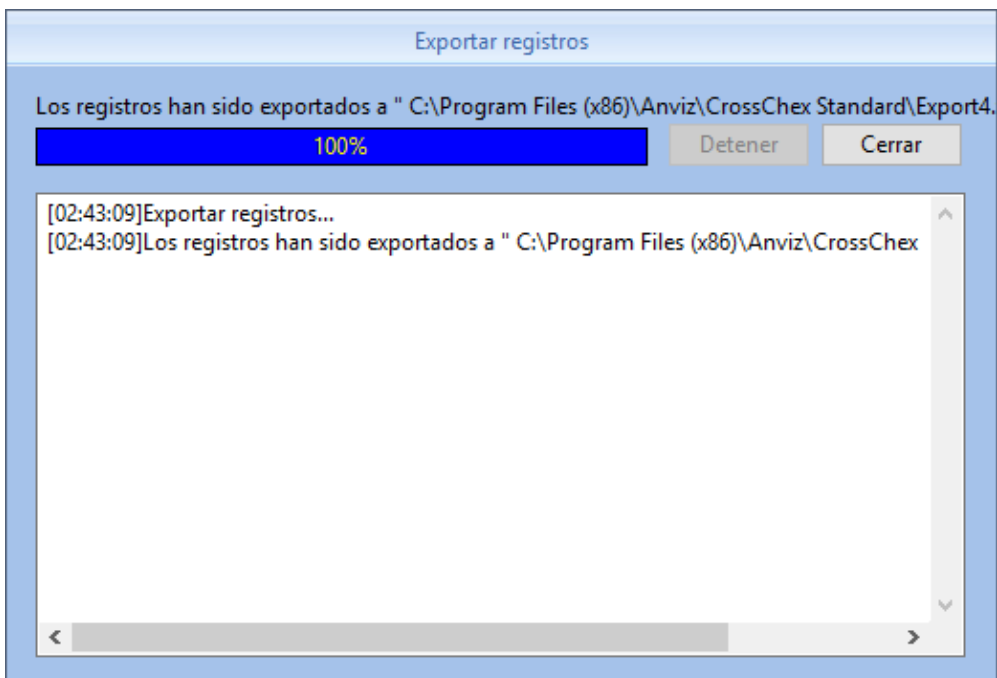 Exportar registros
Los registros han sido exportados a " C:\Program Files (x86)\Anviz\CrossChex Standard\Export4.
100%
Detener
Cerrar
[02:43:09]Exportar registros...
[02:43:09]Los registros han sido exportados a " C:\Program Files (x86)\Anviz\CrossChex